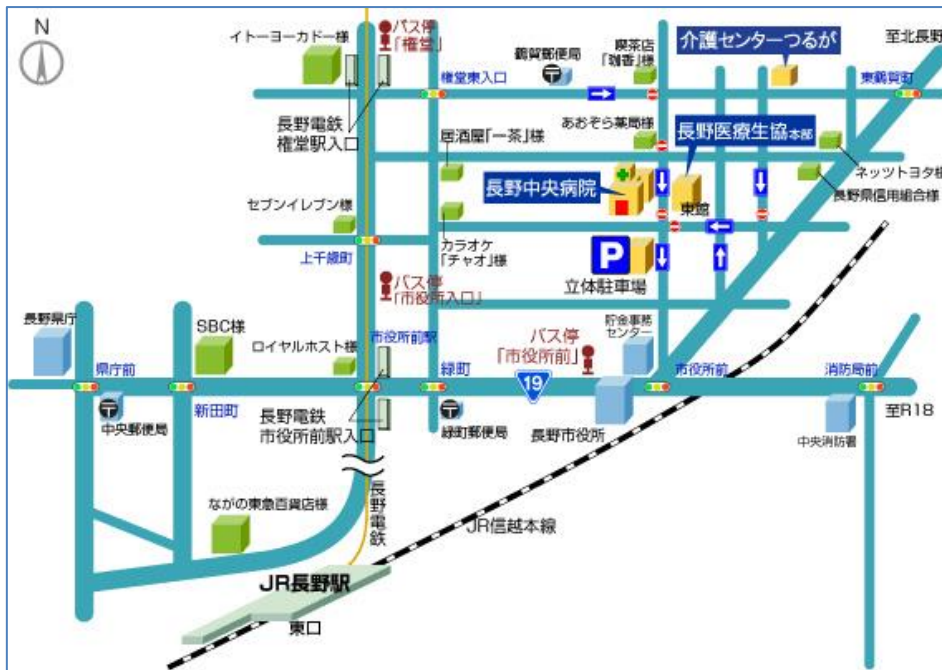 N
イトーヨーカドー様
バス停
「権堂」
鶴賀郵便局
喫茶店
「珈香」様
介護センターつるが
至北長野
権堂東入口
東鶴賀町
長野電鉄
権堂駅入口
居酒屋「一茶」様
あおぞら薬局様
長野医療生協本部
ネッツトヨタ様
長野県信用組合様
長野中央病院
東館
セブンイレブン様
上千歳町
カラオケ
「チャオ」様
P
立体駐車場
バス停
「市役所入口」
長野県庁
SBC様
ロイヤルホスト様
市役所前駅
バス停
「市役所前」
貯金事務
センター
県庁前
新田町
緑町
19
市役所前
消防局前
至R18
中央郵便局
長野電鉄
市役所前駅入口
緑町郵便局
長野市役所
中央消防署
ながの東急百貨店様
長野電鉄
JR信越本線
JR長野駅
東口